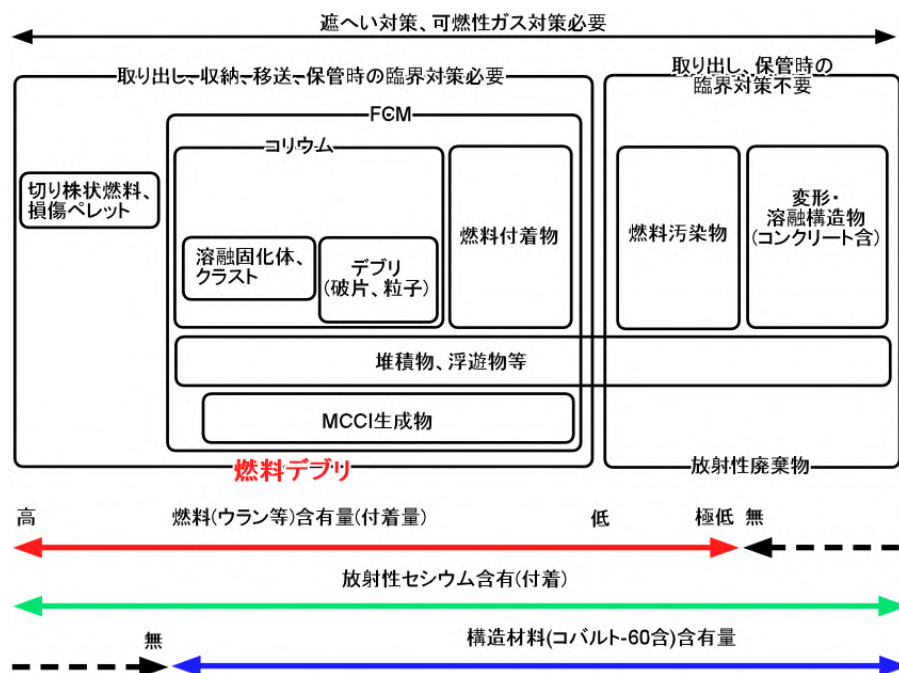 遮へい対策、可燃性ガス対策必要
取り出し、収納、移送、保管時の臨界対策必要
取り出し、保管時の
臨界対策不要
FCM
コリウム
切り株状燃料、
損傷ペレット
溶融固化体、
クラスト
デブリ
(破片、粒子)
燃料付着物
燃料汚染物
変形・
溶融構造物
(コンクリート含)
堆積物、浮遊物等
MCCI生成物
燃料デブリ
放射性廃棄物
高
燃料(ウラン等)含有量(付着量)
低
極低
無
放射性セシウム含有(付着)
無
構造材料(コバルト-60含)含有量